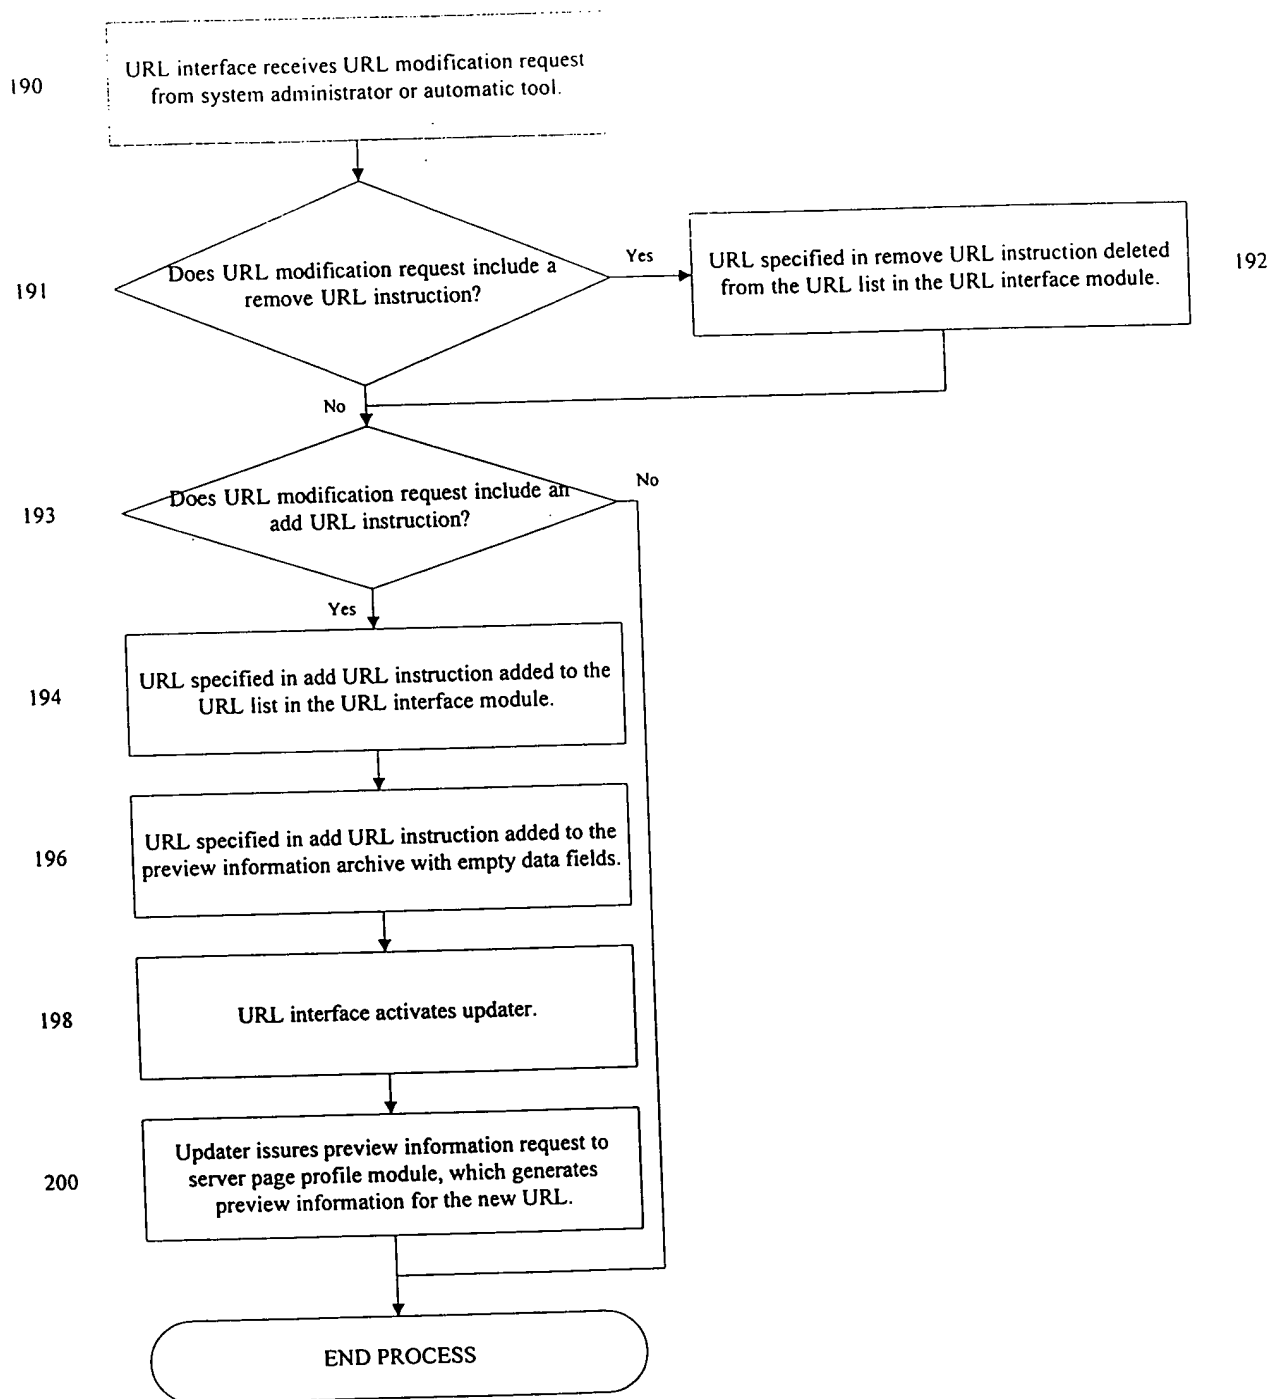 190
URL interface receives URL modification request
from system administrator or automatic tool.
191
Does URL modification request include a
remove URL instruction?
Yes
URL specified in remove URL instruction deleted
from the URL list in the URL interface module.
192
No
193
Does URL modification request include an
add URL instruction?
No
Yes
194
URL specified in add URL instruction added to the
URL list in the URL interface module.
196
URL specified in add URL instruction added to the
preview information archive with empty data fields.
198
URL interface activates updater.
200
Updater issures preview information request to
server page profile module, which generates
preview information for the new URL.
END PROCESS